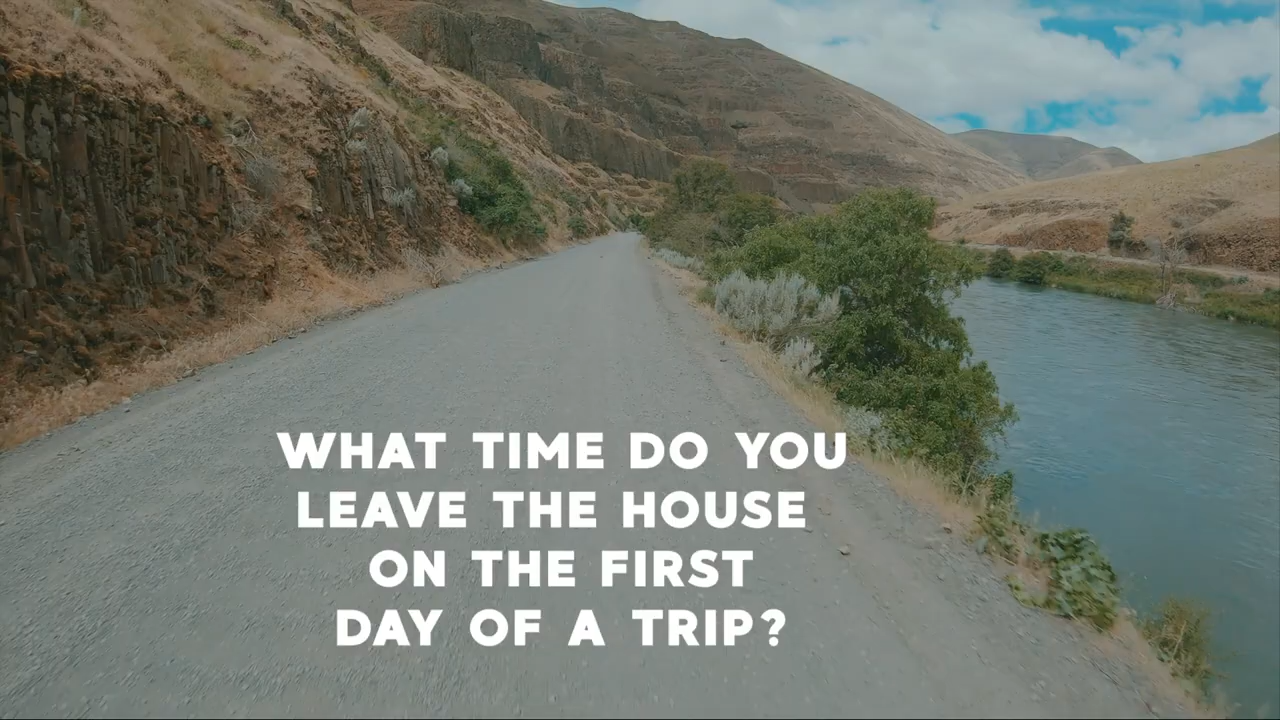 WHAT TIME DO YOU
LEAVE THE HOUSE
ON THE FIRST
DAY OF A TRIP?